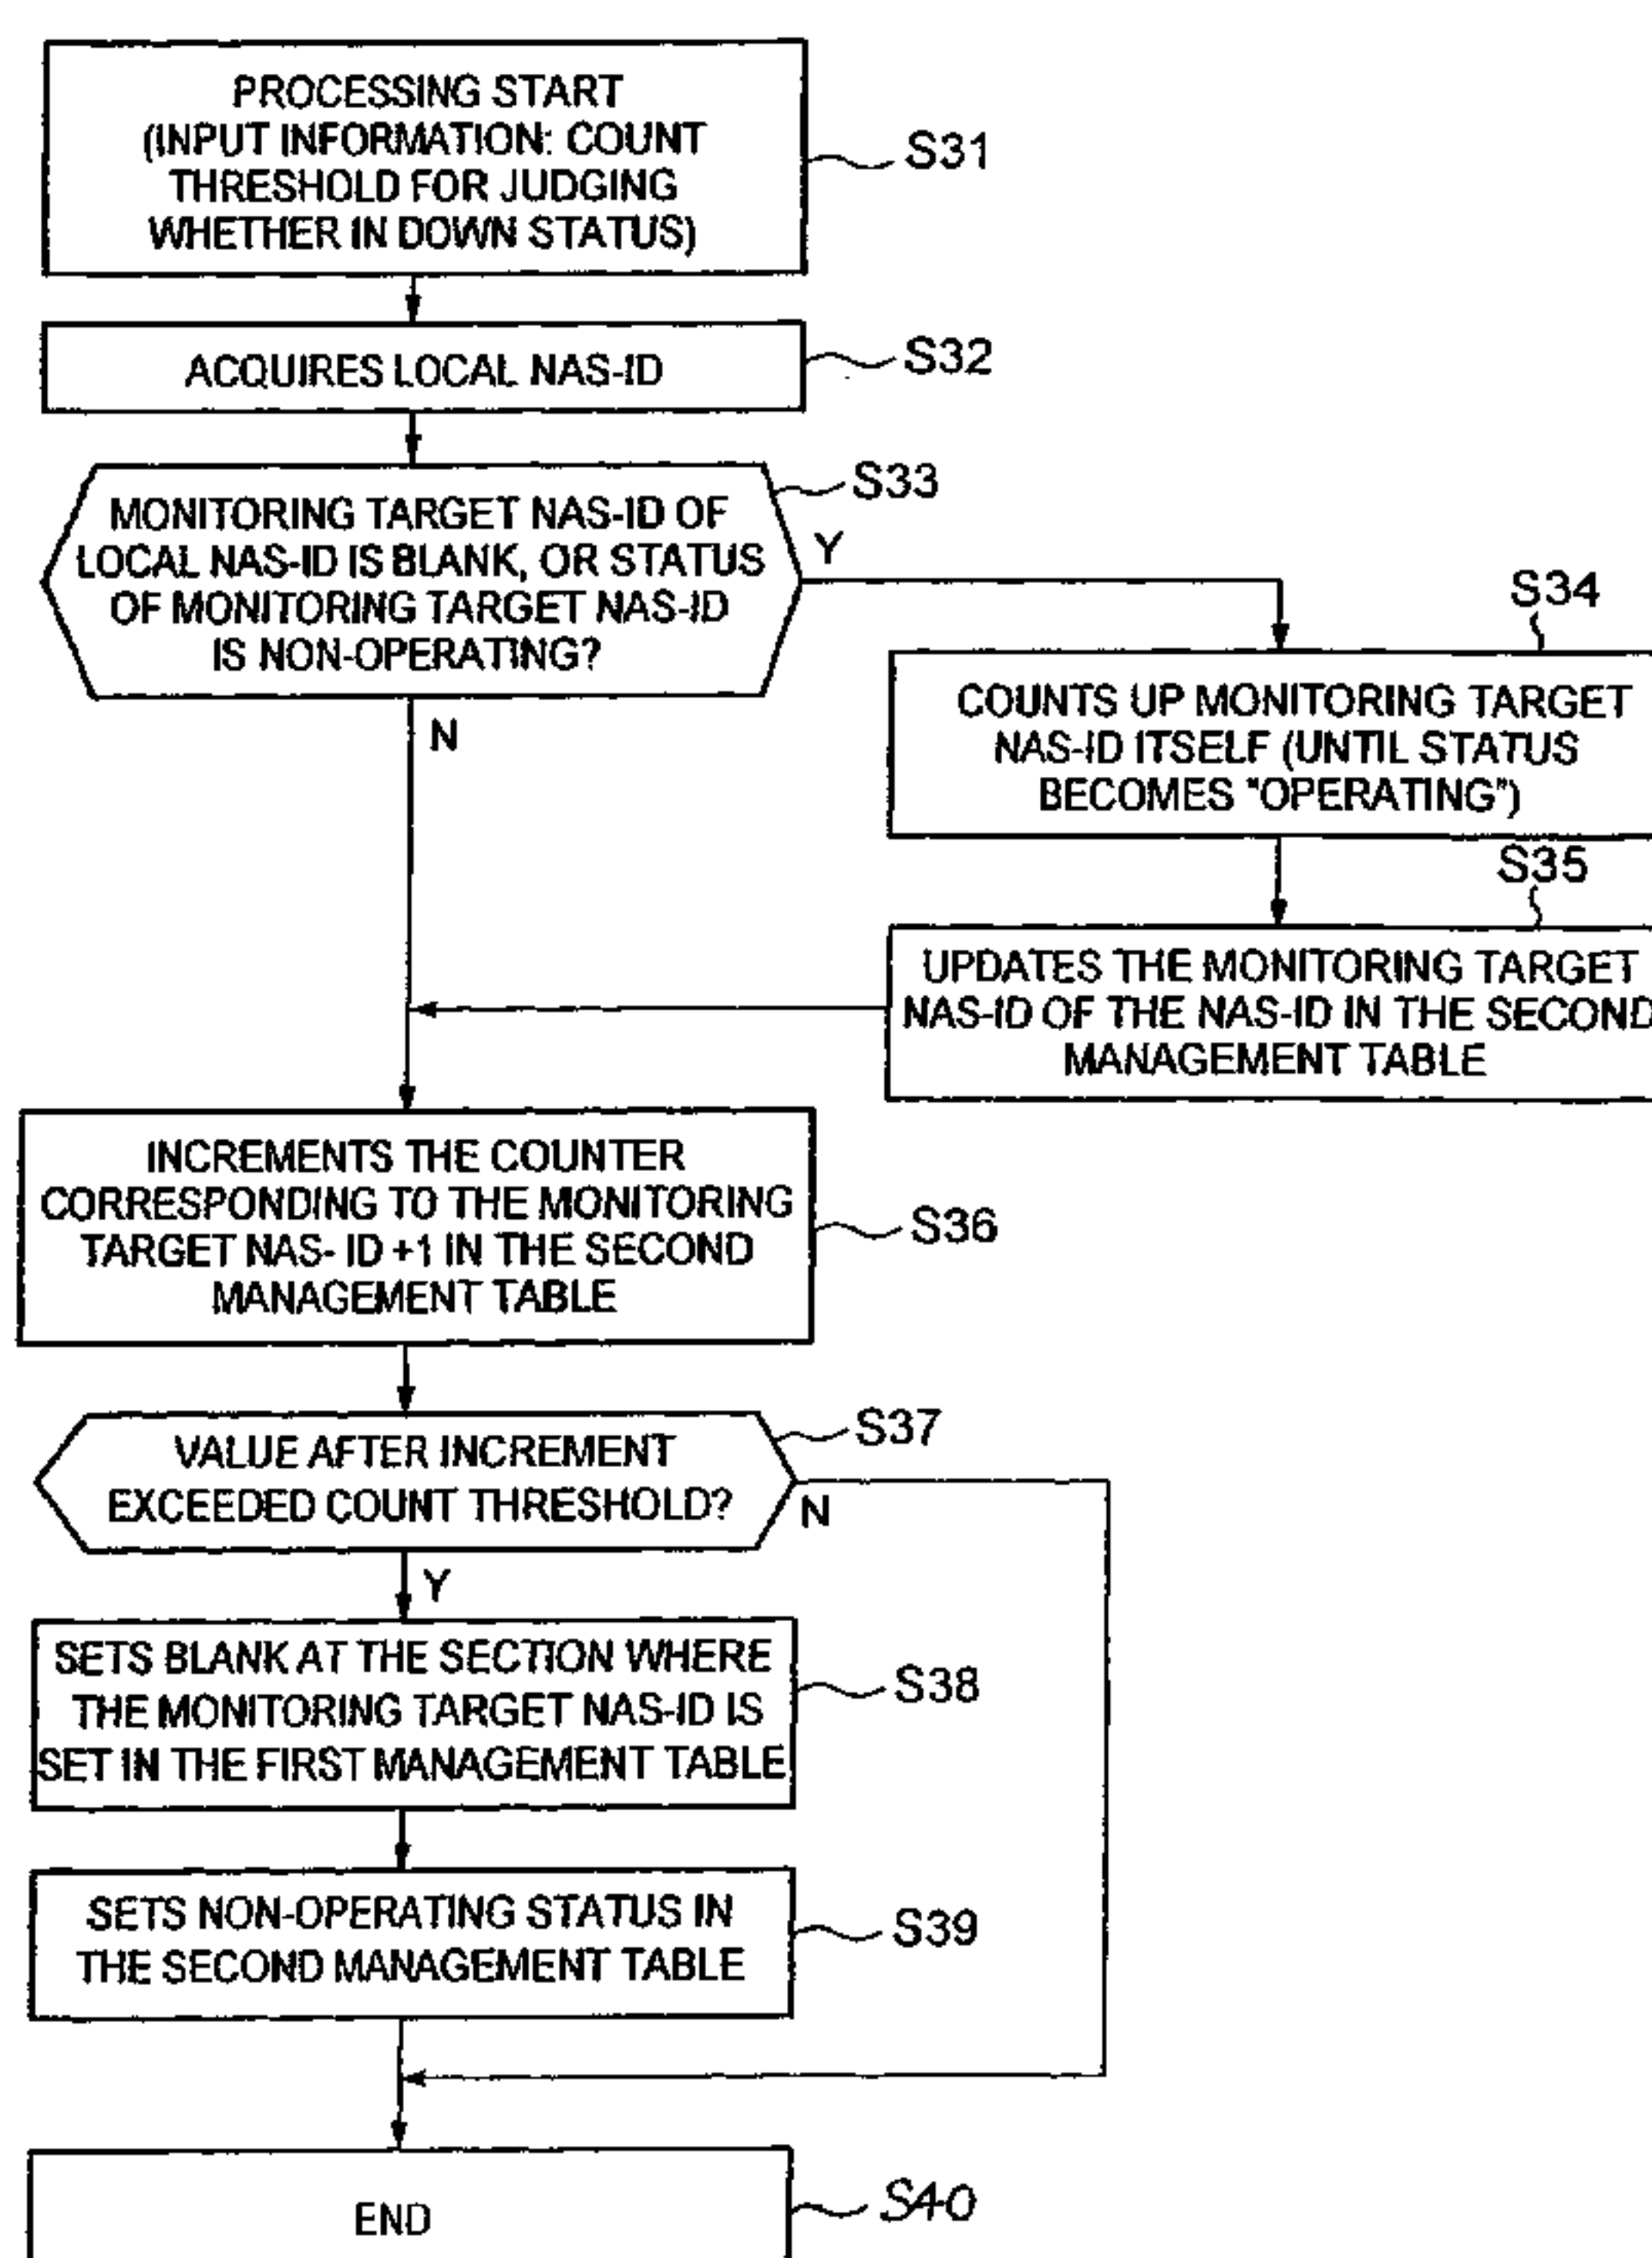 PROCESSING START
(INPUT INFORMATION: COUNT
THRESHOLD FOR JUDGING
WHETHER IN DOWN STATUS)
S31
ACQUIRES LOCAL NAS-ID
S32
MONITORING TARGET NAS-ID OF
LOCAL NAS-ID IS BLANK, OR STATUS
OF MONITORING TARGET NAS-ID
IS NON-OPERATING?
S33
Y
N
S34
COUNTS UP MONITORING TARGET
NAS-ID ITSELF (UNTIL STATUS
BECOMES "OPERATING")
S35
UPDATES THE MONITORING TARGET
NAS-ID OF THE NAS-ID IN THE SECOND
MANAGEMENT TABLE
INCREMENTS THE COUNTER
CORRESPONDING TO THE MONITORING
TARGET NAS- ID +1 IN THE SECOND
MANAGEMENT TABLE
S36
VALUE AFTER INCREMENT
EXCEEDED COUNT THRESHOLD?
S37
N
Y
SETS BLANK AT THE SECTION WHERE
THE MONITORING TARGET NAS-ID IS
SET IN THE FIRST MANAGEMENT TABLE
S38
SETS NON-OPERATING STATUS IN
THE SECOND MANAGEMENT TABLE
S39
END
S40